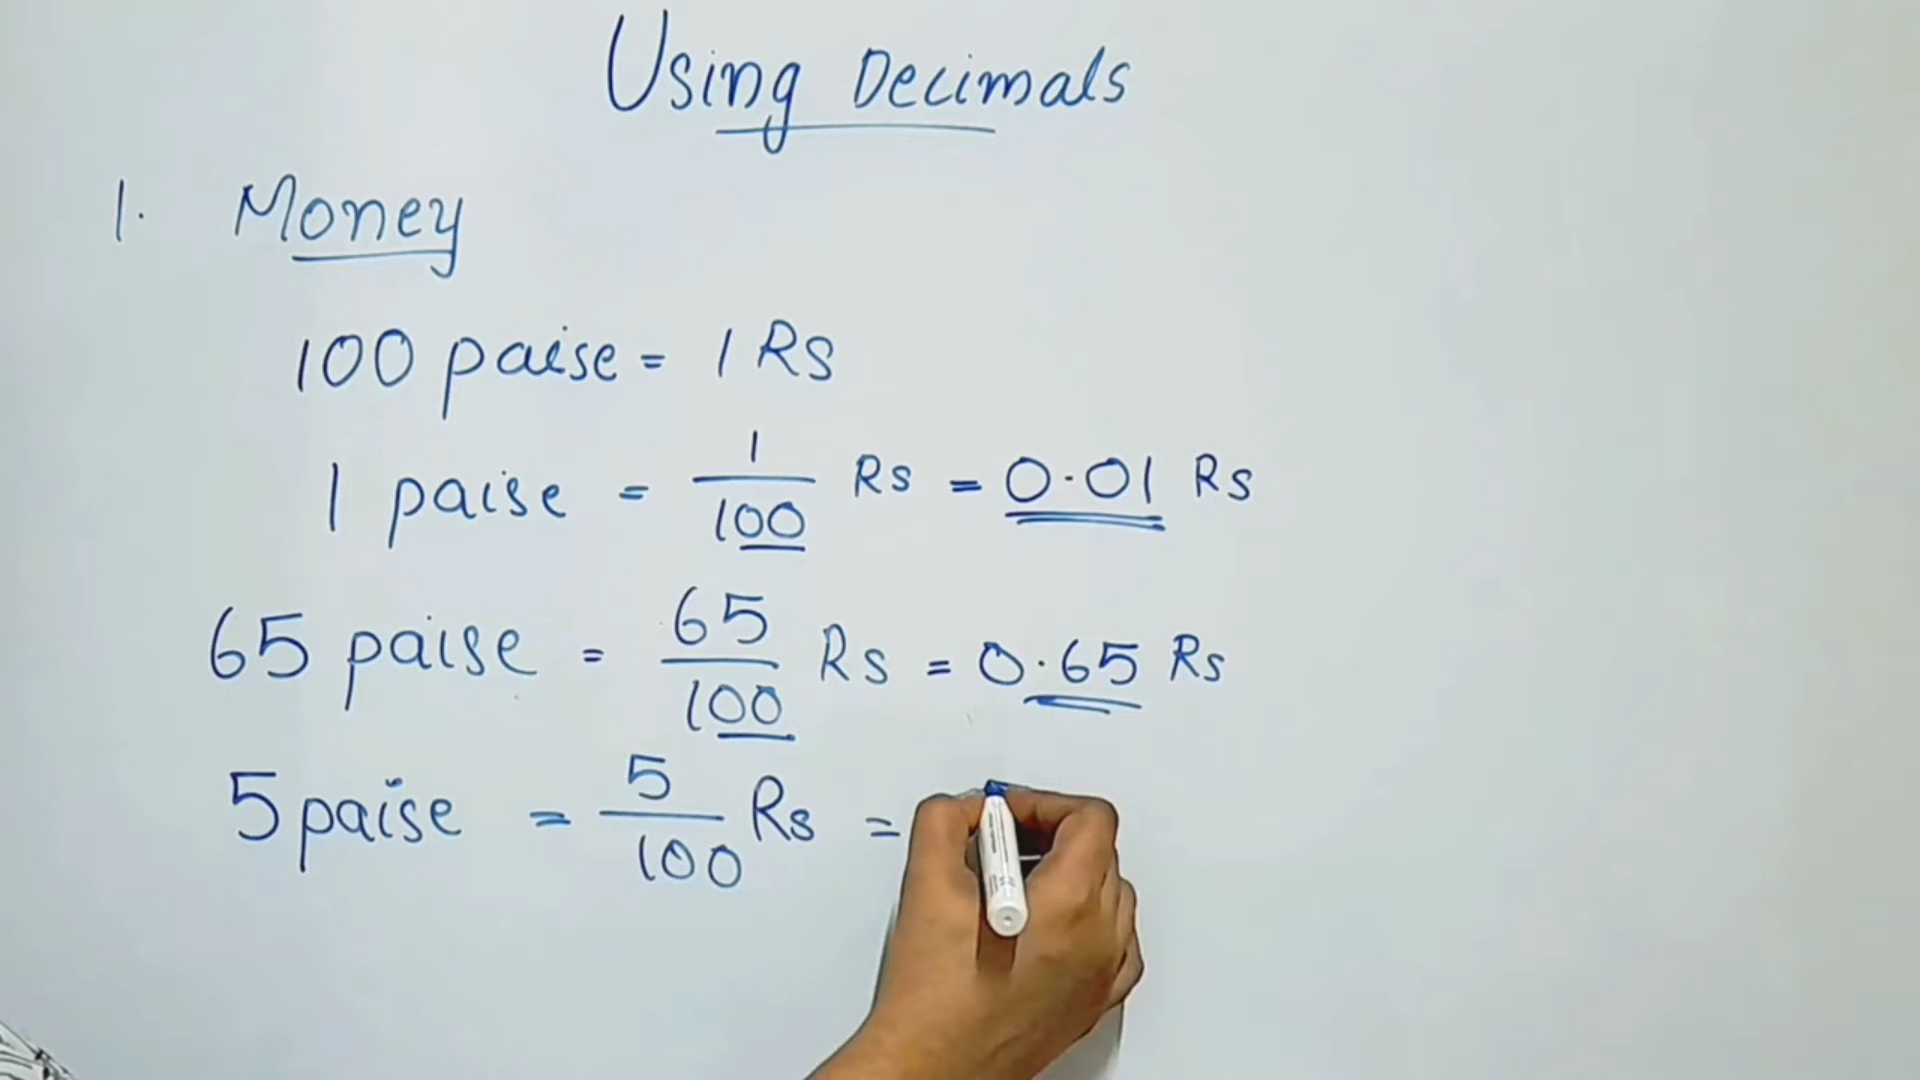 Using Decimals
1. Money
100 paise = 1 Rs
1 paise = 1/100 Rs = 0.01 Rs
65 paise = 65/100 Rs = 0.65 Rs
5 paise = 5/100 Rs =